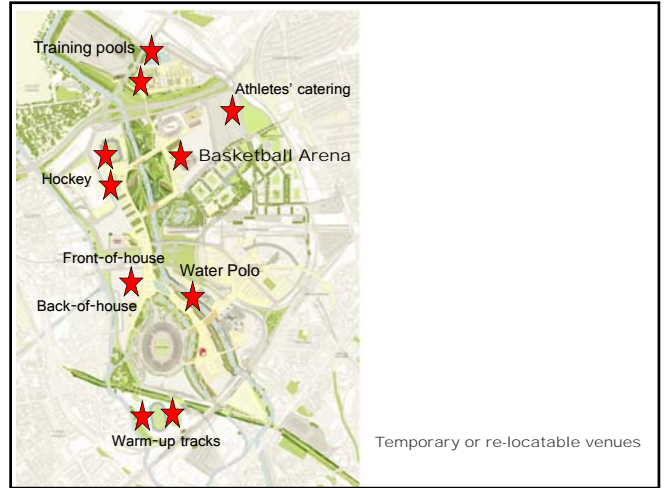 Training pools
Athletes' catering
Basketball Arena
Hockey
Front-of-house
Water Polo
Back-of-house
Warm-up tracks
Temporary or re-locatable venues